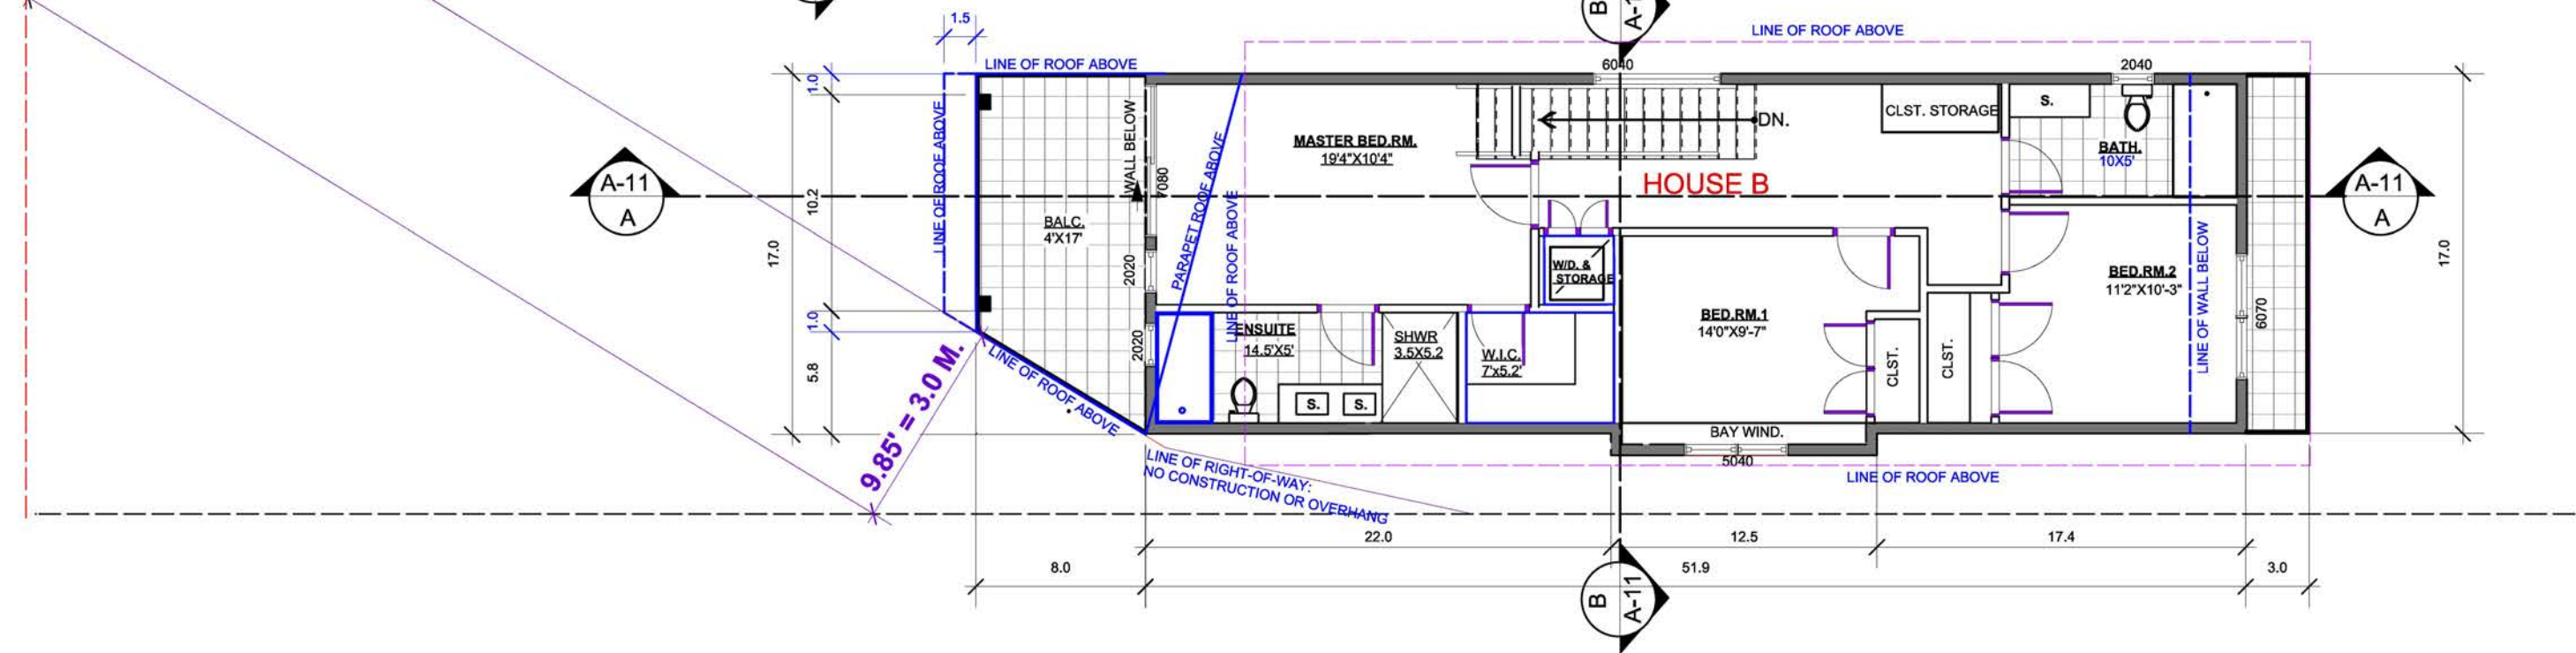 1.5
B
A-1
LINE OF ROOF ABOVE
LINE OF ROOF ABOVE
6040
2040
1.0
CLST. STORAGE
S.
DN.
MASTER BED.RM.
19'4"X10'4"
BATH.
10X5'
LINE OF ROOF ABOVE
WALL BELOW
7080
PARAPET ROOF ABOVE
LINE OF ROOF ABOVE
A-11
A
HOUSE B
A-11
A
10.2
17.0
BALC.
4'X17'
2020
W/D. &
STORAGE
BED.RM.1
14'0"X9'-7"
BED.RM.2
11'2"X10'-3"
LINE OF WALL BELOW
6070
17.0
1.0
5.8
2020
ENSUITE
14.5'X5'
SHWR
3.5X5.2
W.I.C.
7'x5.2'
CLST.
CLST.
S.
S.
9.85' = 3.0 M.
LINE OF ROOF ABOVE
BAY WIND.
5040
LINE OF RIGHT-OF-WAY:
NO CONSTRUCTION OR OVERHANG
LINE OF ROOF ABOVE
22.0
12.5
17.4
8.0
51.9
3.0
B
A-11